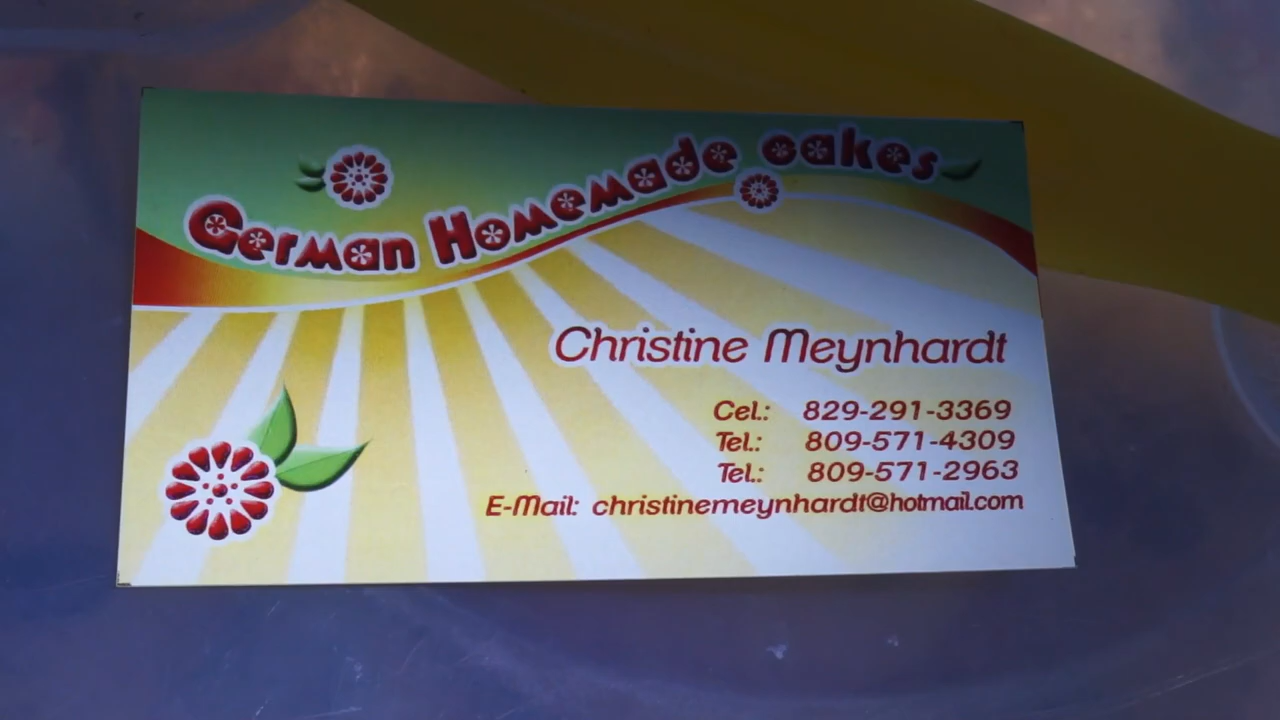 German Homemade cakes
Christine Meynhardt
Cel.: 829-291-3369
Tel.: 809-571-4309
Tel.: 809-571-2963
E-Mail: christinemeynhardt@hotmail.com